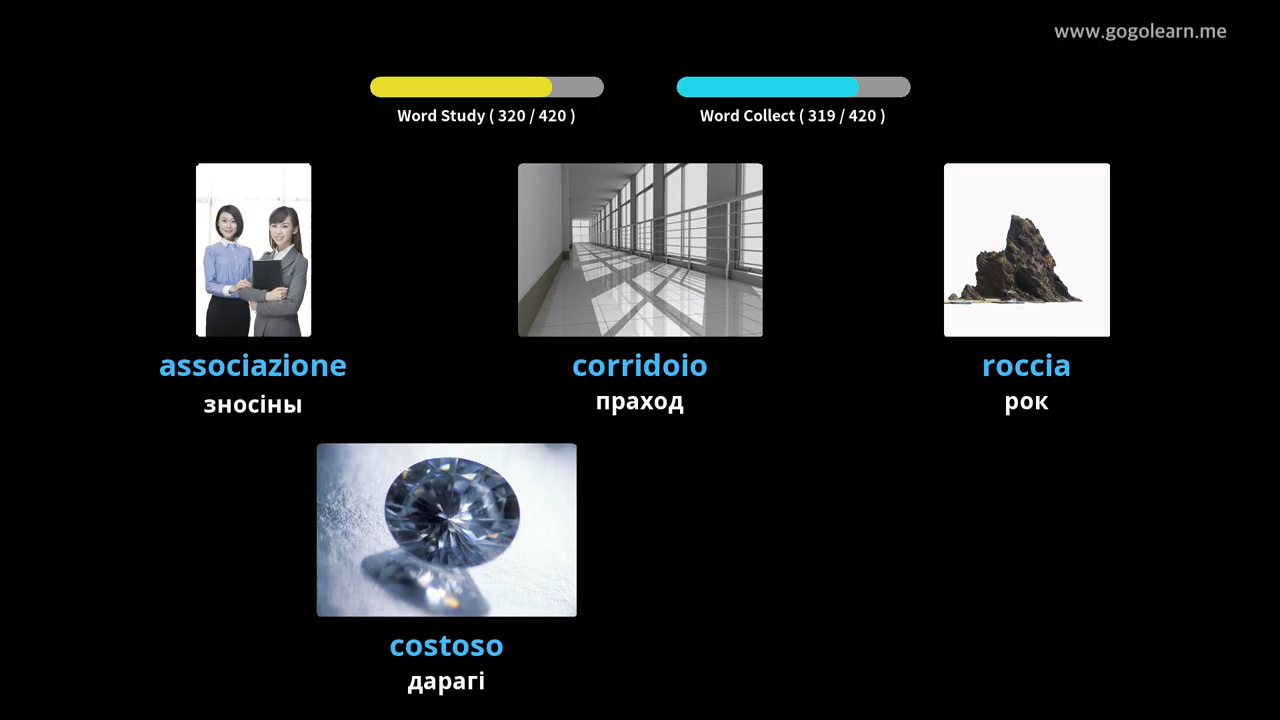 www.gogolearn.me
Word Study ( 320 / 420 )
Word Collect ( 319 / 420 )
associazione
зносіны
corridoio
праход
roccia
рок
costoso
дарагі